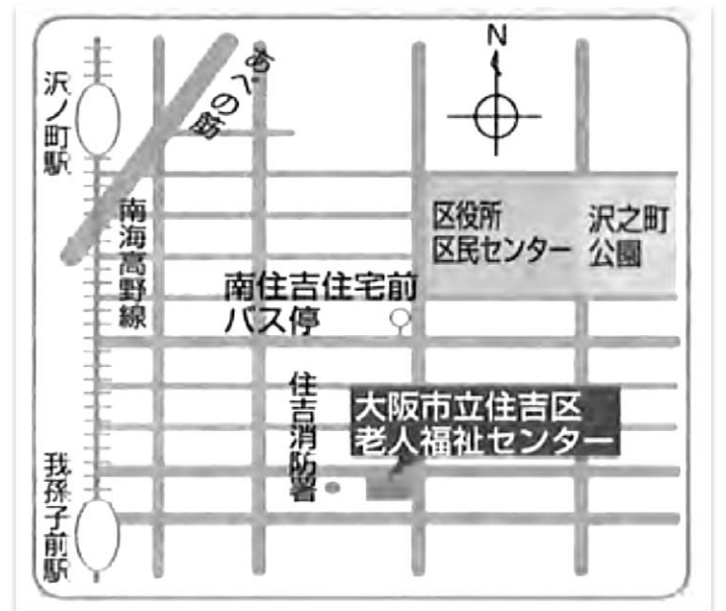 沢ノ町駅
あべの筋
N
南海高野線
区役所
区民センター
沢之町
公園
南住吉住宅前
バス停
住吉消防署
大阪市立住吉区
老人福祉センター
我孫子前駅